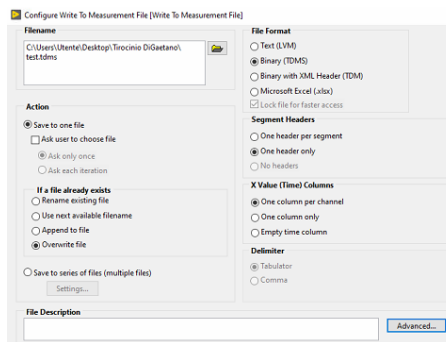 Configure Write To Measurement File [Write To Measurement File]
Filename
C:\Users\Utente\Desktop\Tirocinio DiGaetano\
test.tdms
Action
Save to one file
Ask user to choose file
Ask only once
Ask each iteration
If a file already exists
Rename existing file
Use next available filename
Append to file
Overwrite file
Save to series of files (multiple files)
Settings...
File Format
Text (LVM)
Binary (TDMS)
Binary with XML Header (TDM)
Microsoft Excel (.xlsx)
Lock file for faster access
Segment Headers
One header per segment
One header only
No headers
X Value (Time) Columns
One column per channel
One column only
Empty time column
Delimiter
Tabulator
Comma
File Description
Advanced...